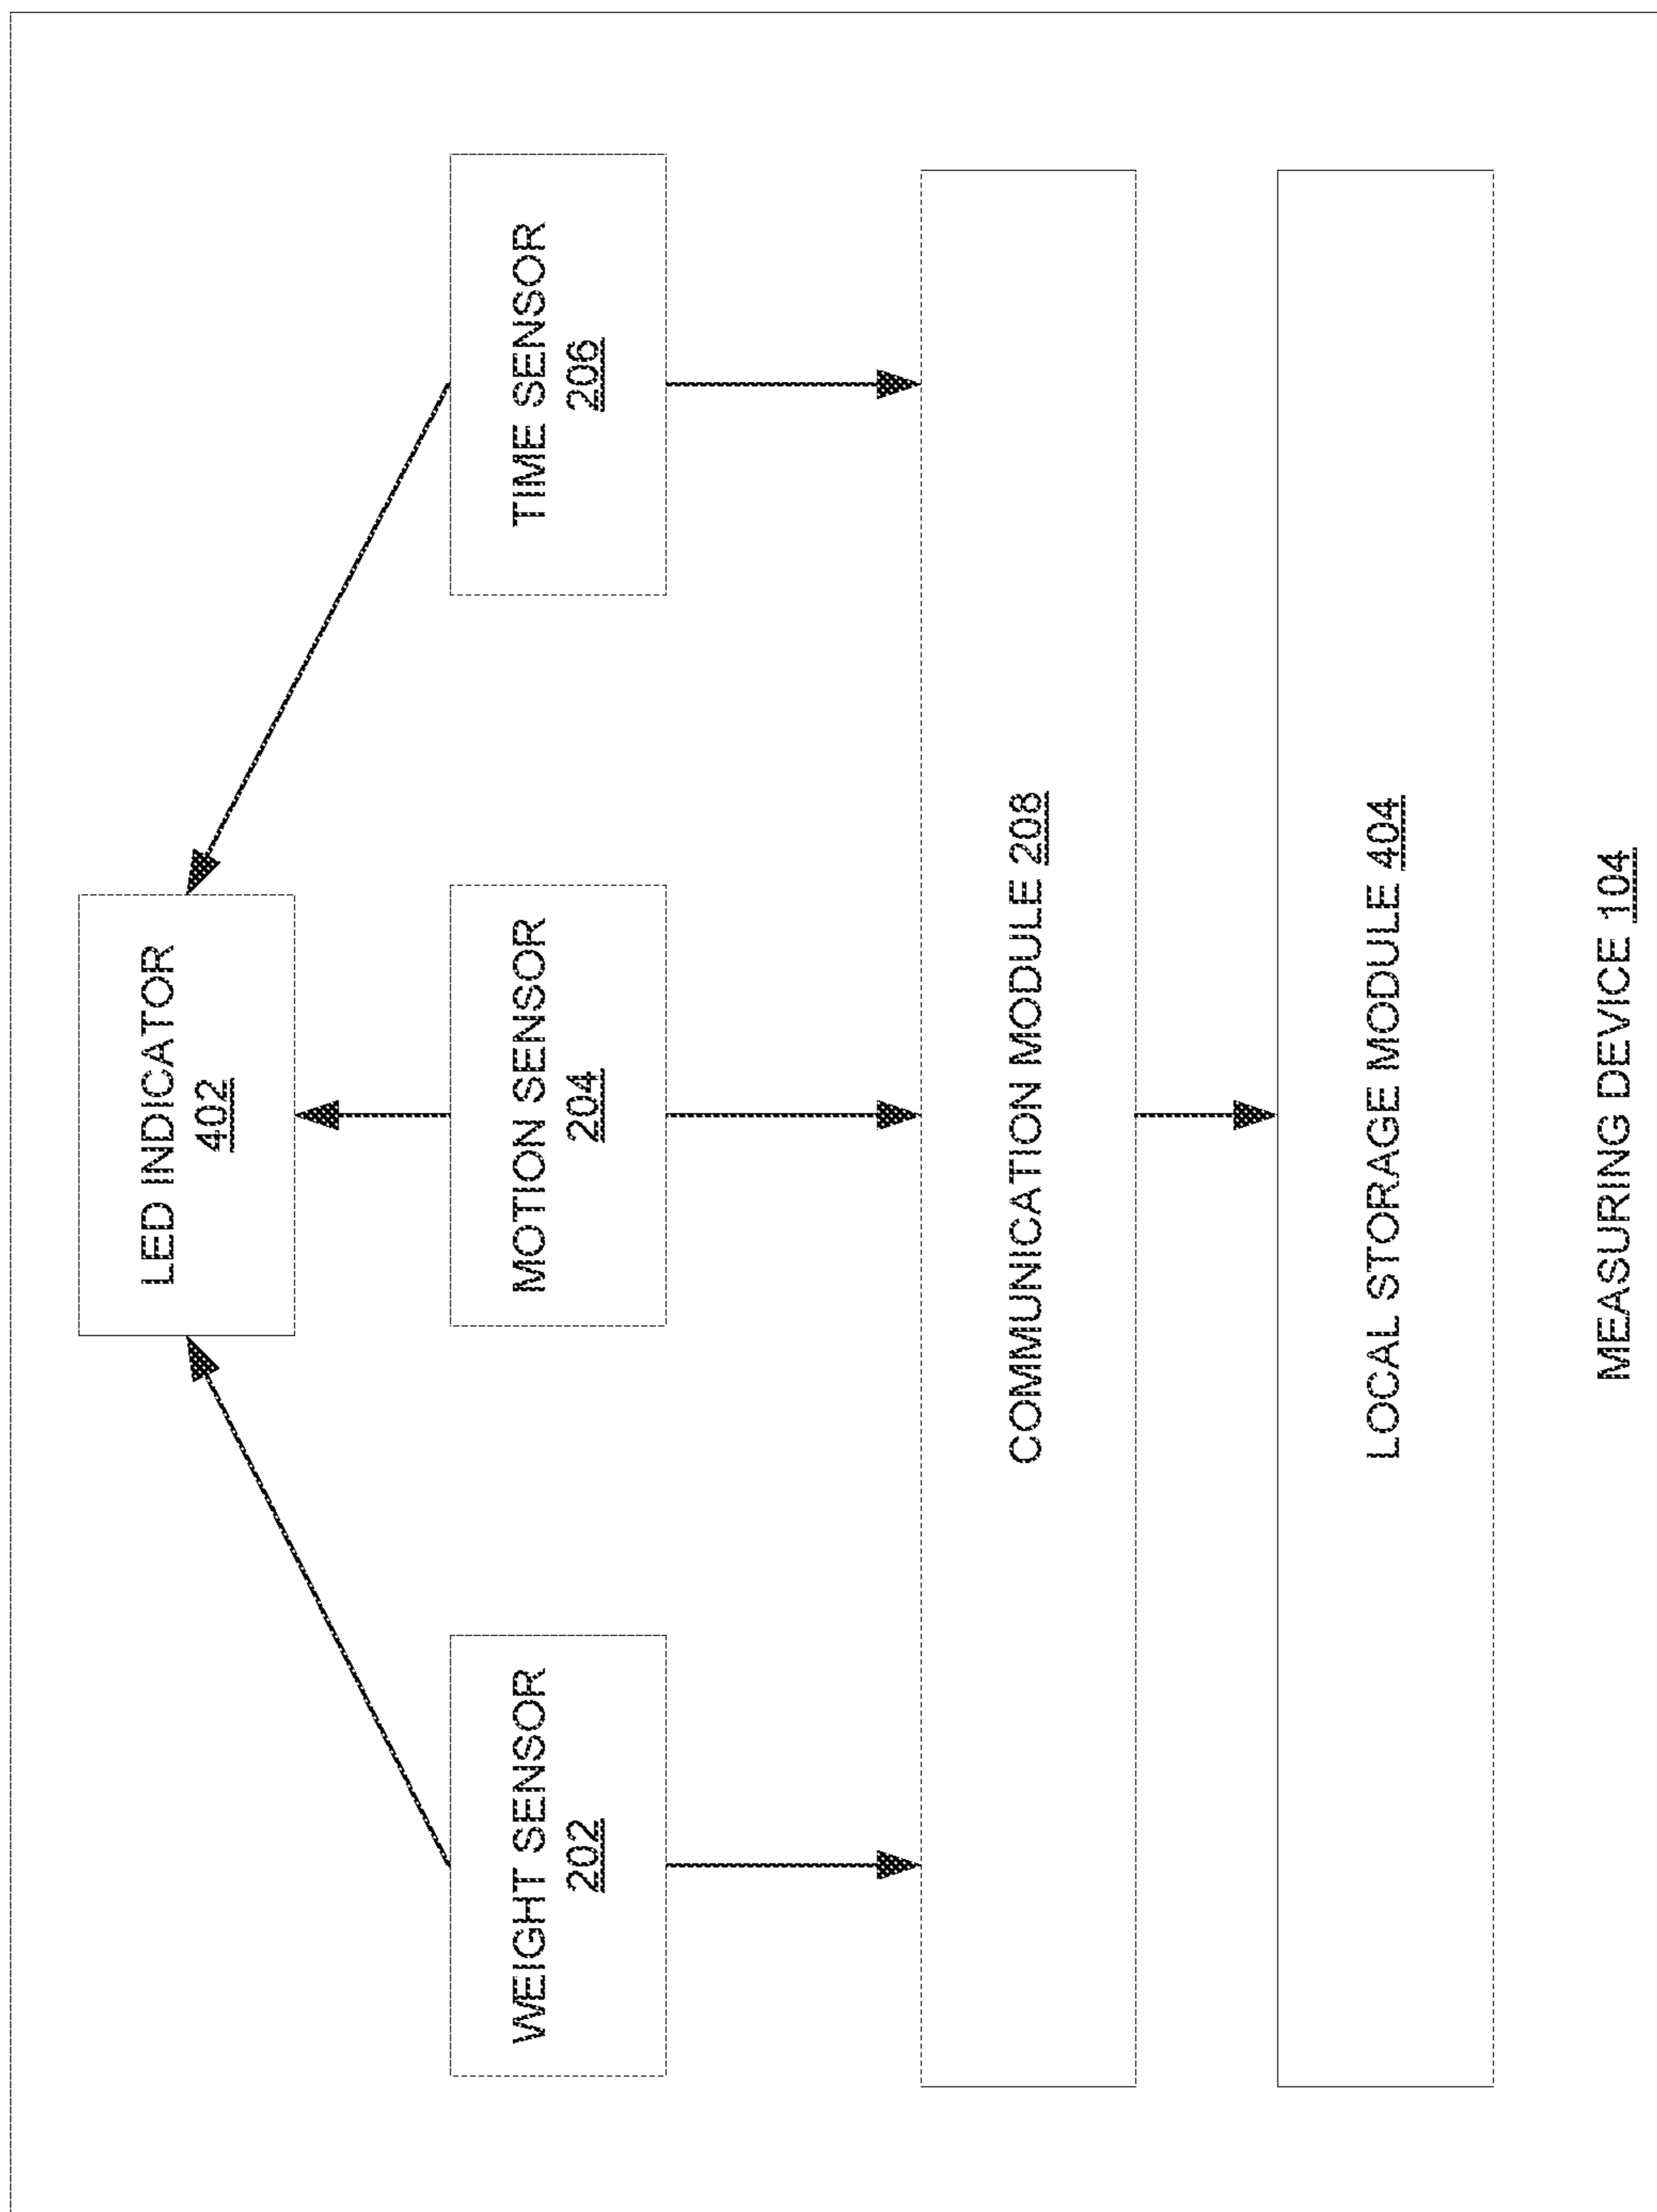 LED INDICATOR
402
WEIGHT SENSOR
202
MOTION SENSOR
204
TIME SENSOR
206
COMMUNICATION MODULE 208
LOCAL STORAGE MODULE 404
MEASURING DEVICE 104